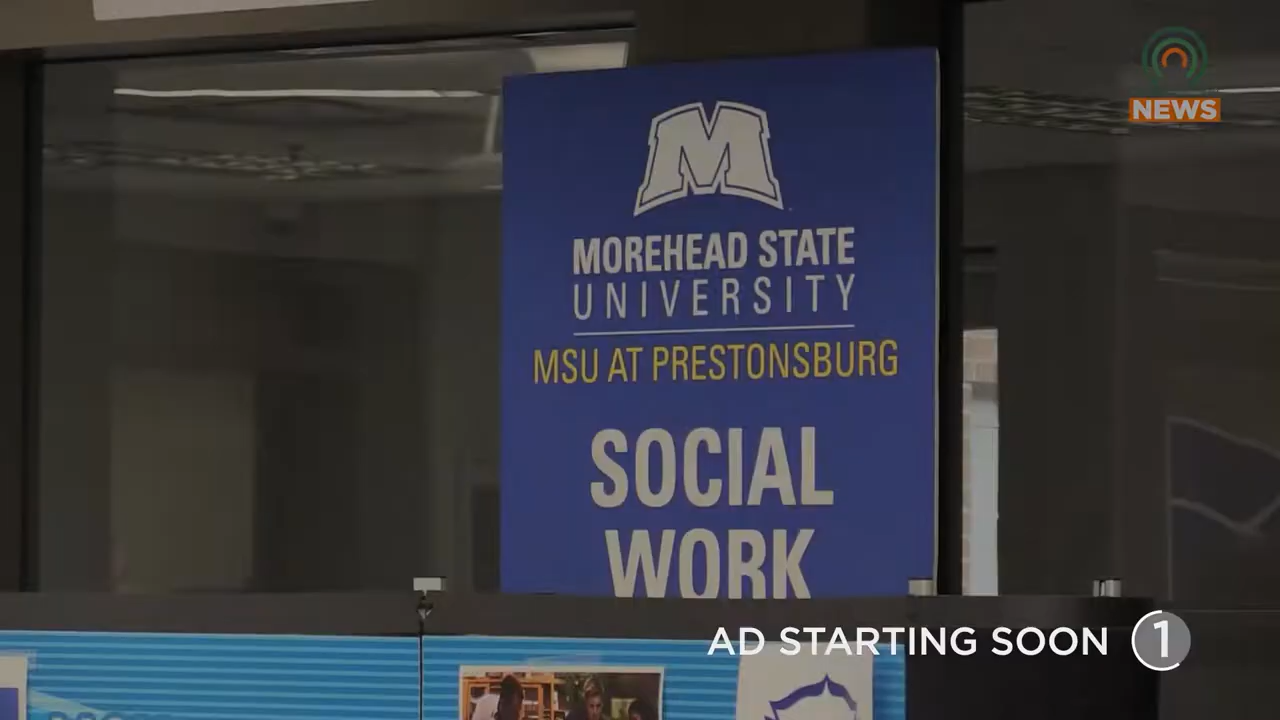 NEWS
M
MOREHEAD STATE
UNIVERSITY
MSU AT PRESTONSBURG
SOCIAL
WORK
AD STARTING SOON 1